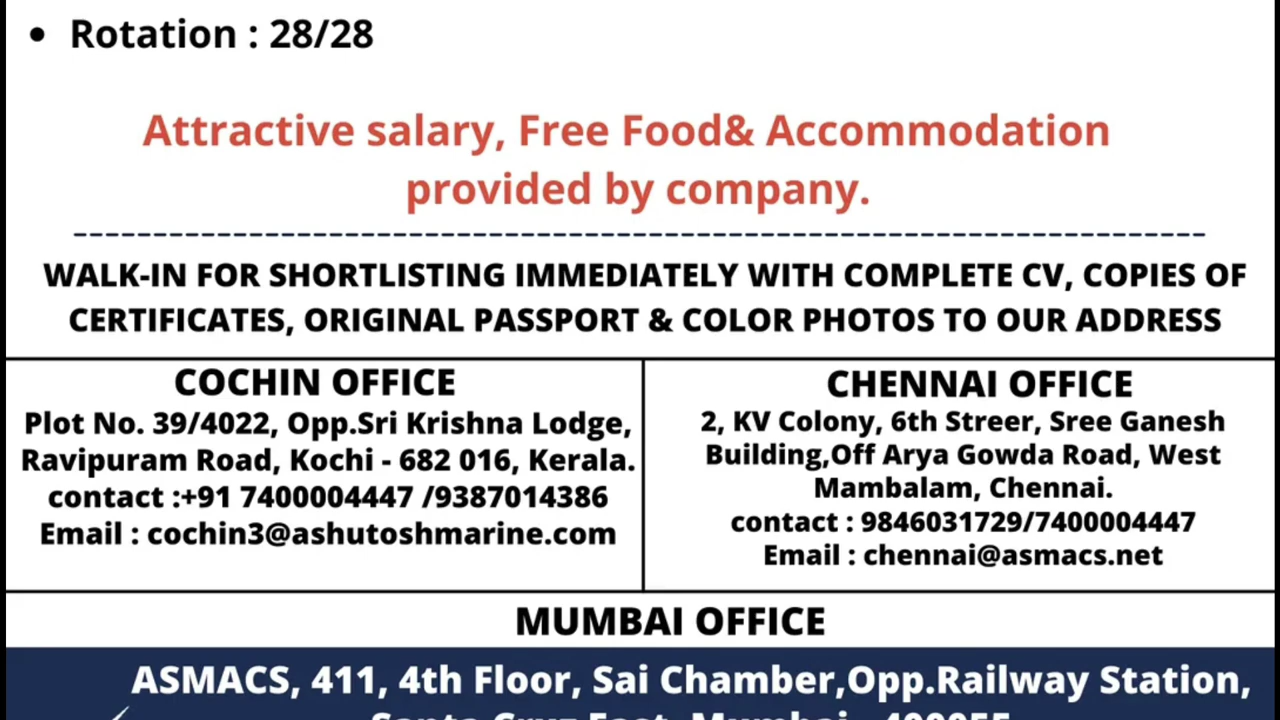 • Rotation : 28/28
Attractive salary, Free Food& Accommodation
provided by company.
WALK-IN FOR SHORTLISTING IMMEDIATELY WITH COMPLETE CV, COPIES OF
CERTIFICATES, ORIGINAL PASSPORT & COLOR PHOTOS TO OUR ADDRESS
COCHIN OFFICE
Plot No. 39/4022, Opp.Sri Krishna Lodge,
Ravipuram Road, Kochi - 682 016, Kerala.
contact :+91 7400004447 /9387014386
Email : cochin3@ashutoshmarine.com
CHENNAI OFFICE
2, KV Colony, 6th Streer, Sree Ganesh
Building,Off Arya Gowda Road, West
Mambalam, Chennai.
contact : 9846031729/7400004447
Email : chennai@asmacs.net
MUMBAI OFFICE
ASMACS, 411, 4th Floor, Sai Chamber,Opp.Railway Station,
Santa Cruz East, Mumbai